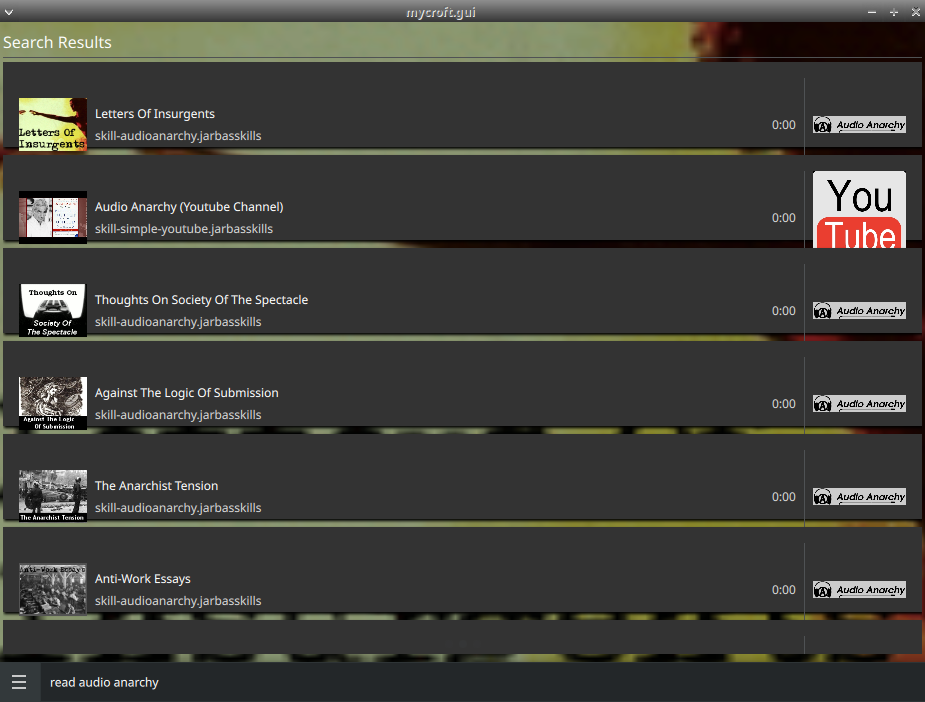 mycroft.gui
Search Results
Letters Of Insurgents
skill-audioanarchy.jarbasskills
0:00
Letters Of
Insurgents
Audio Anarchy
Audio Anarchy (Youtube Channel)
skill-simple-youtube.jarbasskills
0:00
You
Tube
Thoughts On Society Of The Spectacle
skill-audioanarchy.jarbasskills
0:00
Thoughts On
Society Of
The Spectacle
Audio Anarchy
Against The Logic Of Submission
skill-audioanarchy.jarbasskills
0:00
Against The Logic
Of Submission
Audio Anarchy
The Anarchist Tension
skill-audioanarchy.jarbasskills
0:00
The Anarchist Tension
Audio Anarchy
Anti-Work Essays
skill-audioanarchy.jarbasskills
0:00
Anti-Work Essays
Audio Anarchy
read audio anarchy